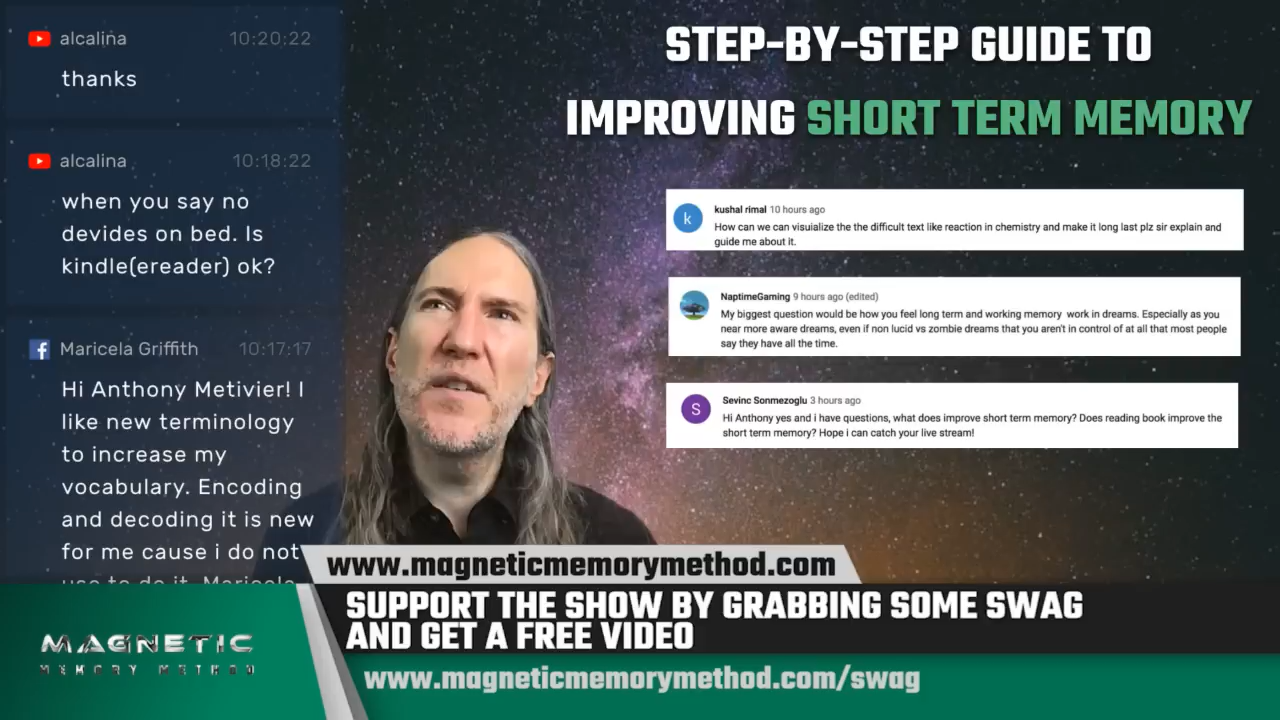 alcalina 10:20:22
thanks
alcalina 10:18:22
when you say no
devides on bed. Is
kindle(ereader) ok?
Maricela Griffith 10:17:17
Hi Anthony Metivier! I
like new terminology
to increase my
vocabulary. Encoding
and decoding it is new
for me cause i do not
use to do it. Maricela
STEP-BY-STEP GUIDE TO
IMPROVING SHORT TERM MEMORY
k
kushal rimal 10 hours ago
How can we can visuialize the the difficult text like reaction in chemistry and make it long last plz sir explain and
guide me about it.
NaptimeGaming 9 hours ago (edited)
My biggest question would be how you feel long term and working memory work in dreams. Especially as you
near more aware dreams, even if non lucid vs zombie dreams that you aren't in control of at all that most people
say they have all the time.
S
Sevinc Sonmezoglu 3 hours ago
Hi Anthony yes and i have questions, what does improve short term memory? Does reading book improve the
short term memory? Hope i can catch your live stream!
www.magneticmemorymethod.com
SUPPORT THE SHOW BY GRABBING SOME SWAG
AND GET A FREE VIDEO
MAGNETIC
MEMORY METHOD
www.magneticmemorymethod.com/swag